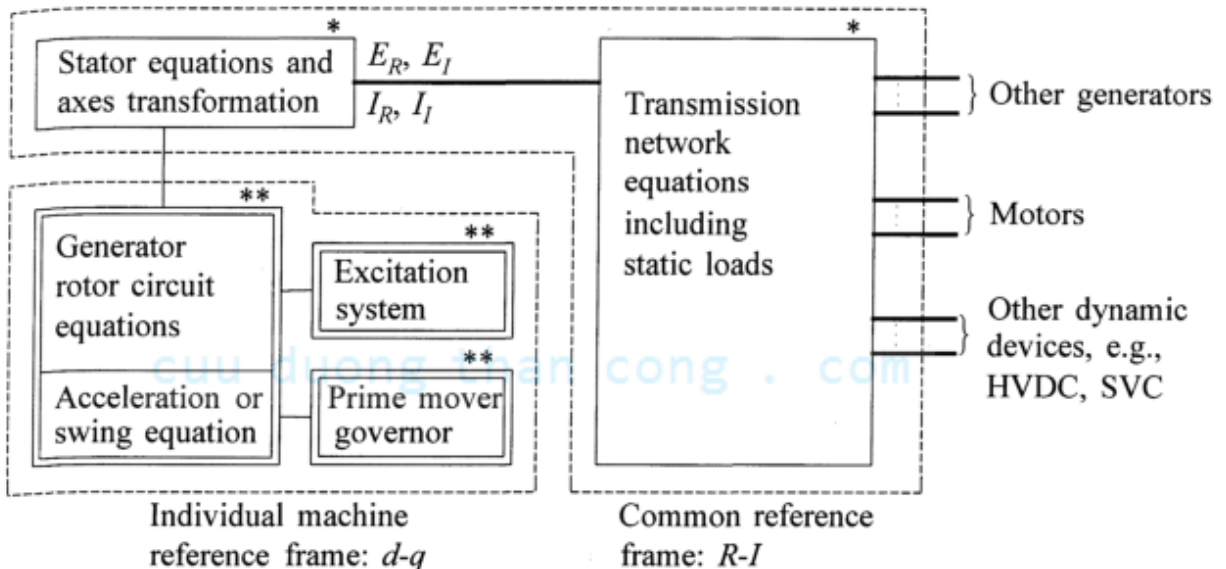 *
Stator equations and
axes transformation
E_R, E_I
I_R, I_I
*
Transmission
network
equations
including
static loads
Other generators
Motors
Other dynamic
devices, e.g.,
HVDC, SVC
**
Generator
rotor circuit
equations
**
Excitation
system
cuu duong than cong . com
Acceleration or
swing equation
**
Prime mover
governor
Individual machine
reference frame: d-q
Common reference
frame: R-I